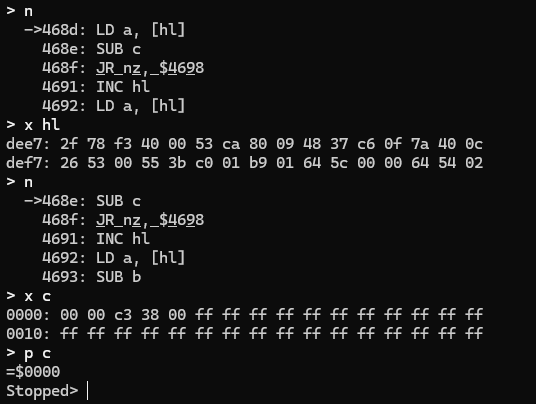 > n
  ->468d: LD a, [hl]
    468e: SUB c
    468f: JR_nz,_$4698
    4691: INC hl
    4692: LD a, [hl]
> x hl
dee7: 2f 78 f3 40 00 53 ca 80 09 48 37 c6 0f 7a 40 0c
def7: 26 53 00 55 3b c0 01 b9 01 64 5c 00 00 64 54 02
> n
  ->468e: SUB c
    468f: JR_nz,_$4698
    4691: INC hl
    4692: LD a, [hl]
    4693: SUB b
> x c
0000: 00 00 c3 38 00 ff ff ff ff ff ff ff ff ff ff ff
0010: ff ff ff ff ff ff ff ff ff ff ff ff ff ff ff ff
> p c
=$0000
Stopped>